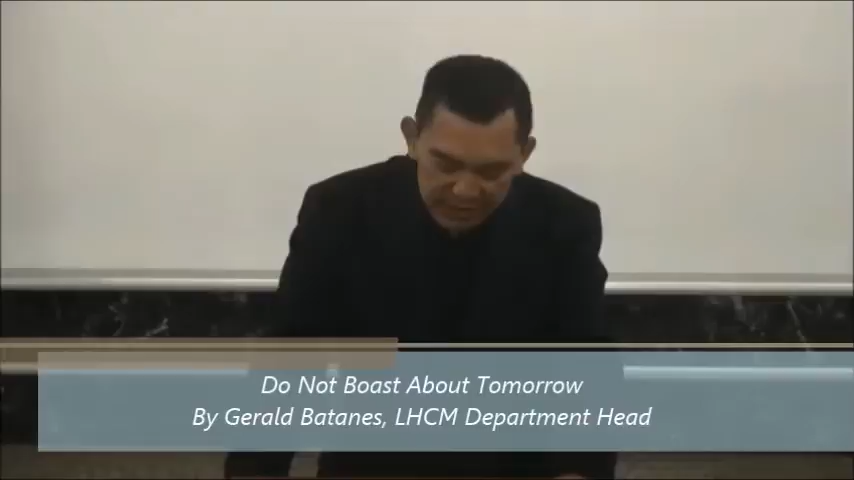 Do Not Boast About Tomorrow
By Gerald Batanes, LHCM Department Head